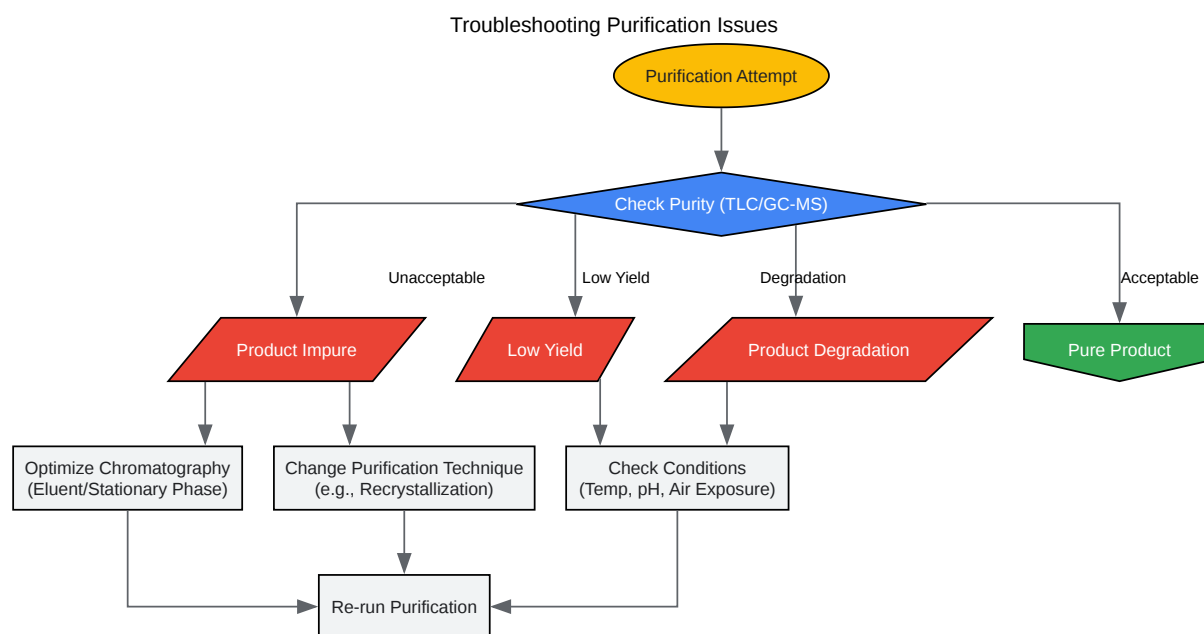 Troubleshooting Purification Issues
Purification Attempt
Check Purity (TLC/GC-MS)
Unacceptable
Low Yield
Degradation
Acceptable
Product Impure
Low Yield
Product Degradation
Pure Product
Optimize Chromatography
(Eluent/Stationary Phase)
Change Purification Technique
(e.g., Recrystallization)
Check Conditions
(Temp, pH, Air Exposure)
Re-run Purification